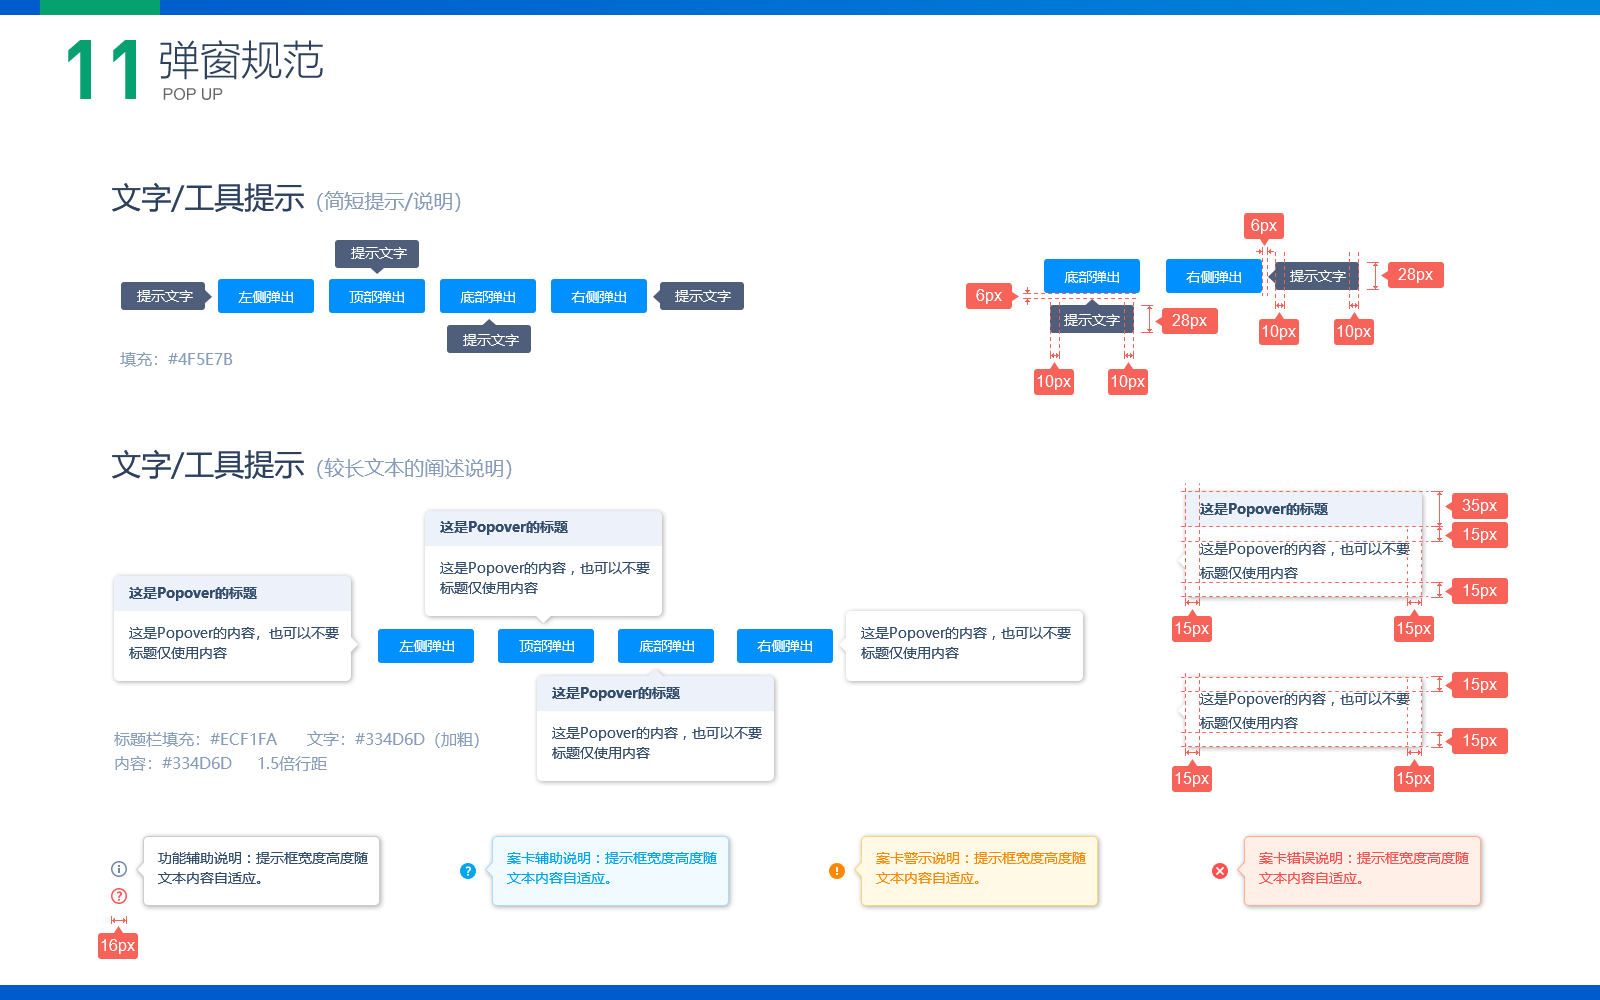 11 弹窗规范
POP UP
文字/工具提示 (简短提示/说明)
提示文字
提示文字 左侧弹出 顶部弹出 底部弹出 右侧弹出 提示文字
提示文字
填充：#4F5E7B
6px
底部弹出 右侧弹出 提示文字 28px
6px
提示文字 28px
10px 10px
10px 10px
文字/工具提示 (较长文本的阐述说明)
这是Popover的标题
这是Popover的内容，也可以不要
标题仅使用内容
这是Popover的标题
这是Popover的内容，也可以不要
标题仅使用内容
左侧弹出 顶部弹出 底部弹出 右侧弹出
这是Popover的内容，也可以不要
标题仅使用内容
这是Popover的标题
这是Popover的内容，也可以不要
标题仅使用内容
标题栏填充：#ECF1FA 文字：#334D6D（加粗）
内容：#334D6D 1.5倍行距
这是Popover的标题 35px
15px
这是Popover的内容，也可以不要
标题仅使用内容 15px
15px 15px
15px
这是Popover的内容，也可以不要
标题仅使用内容
15px
15px 15px
功能辅助说明：提示框宽度高度随
文本内容自适应。
16px
案卡辅助说明：提示框宽度高度随
文本内容自适应。
案卡警示说明：提示框宽度高度随
文本内容自适应。
案卡错误说明：提示框宽度高度随
文本内容自适应。